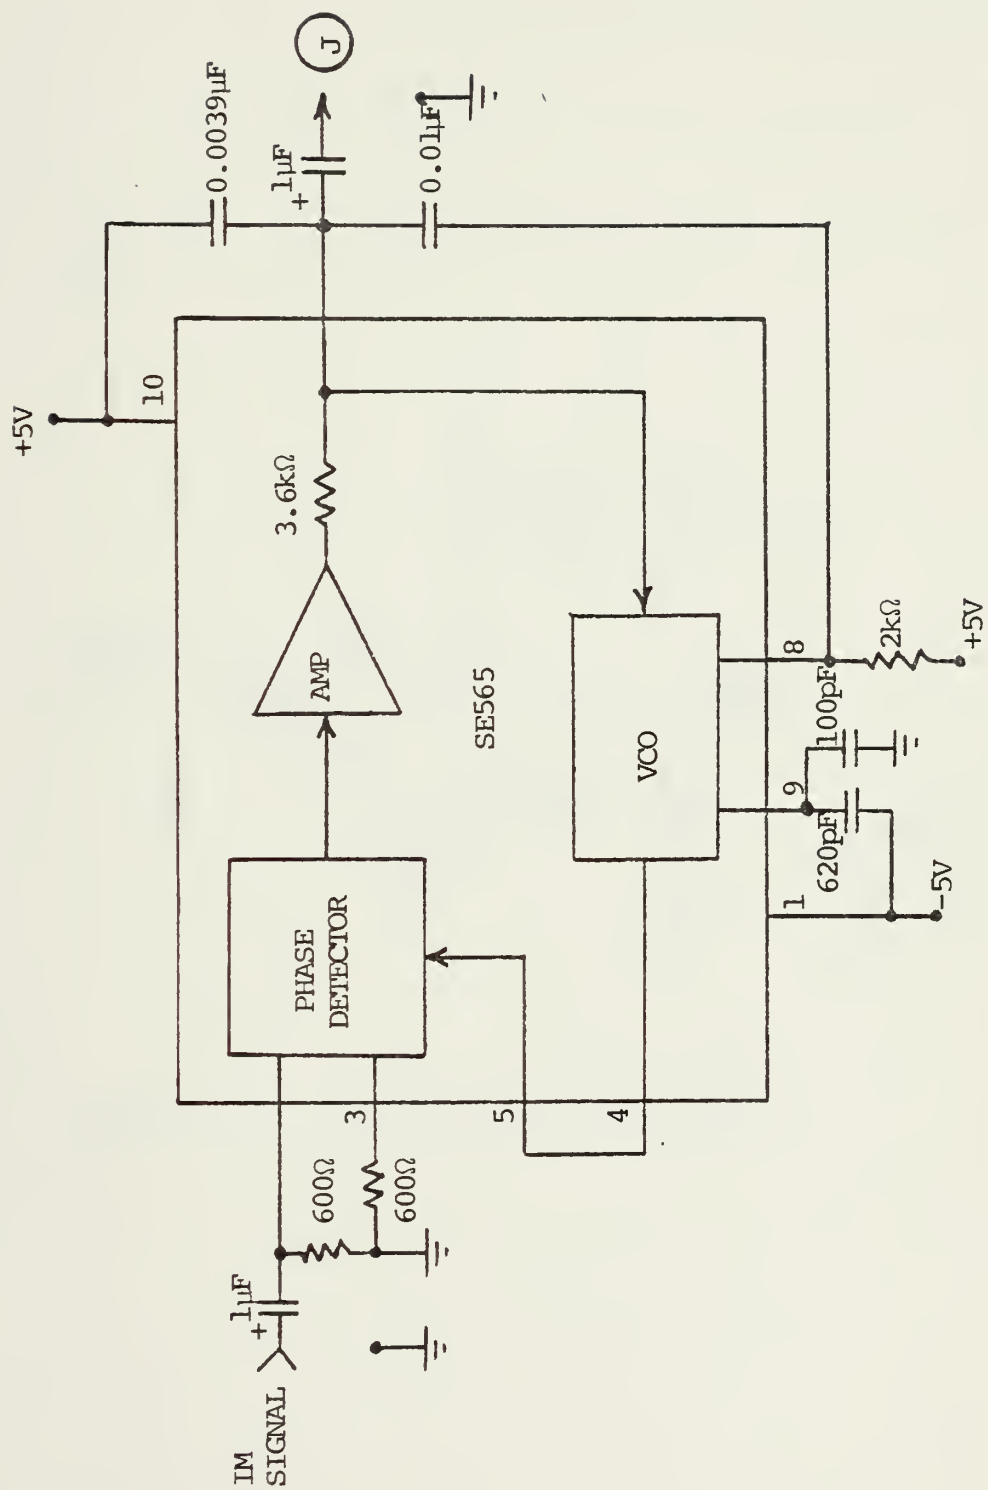 IM
SIGNAL
+
1µF
600Ω
600Ω
3
5
4
PHASE
DETECTOR
AMP
3.6kΩ
SE565
VCO
10
+5V
0.0039µF
+
1µF
J
0.01µF
1
-5V
620pF
9
100pF
8
2kΩ
+5V